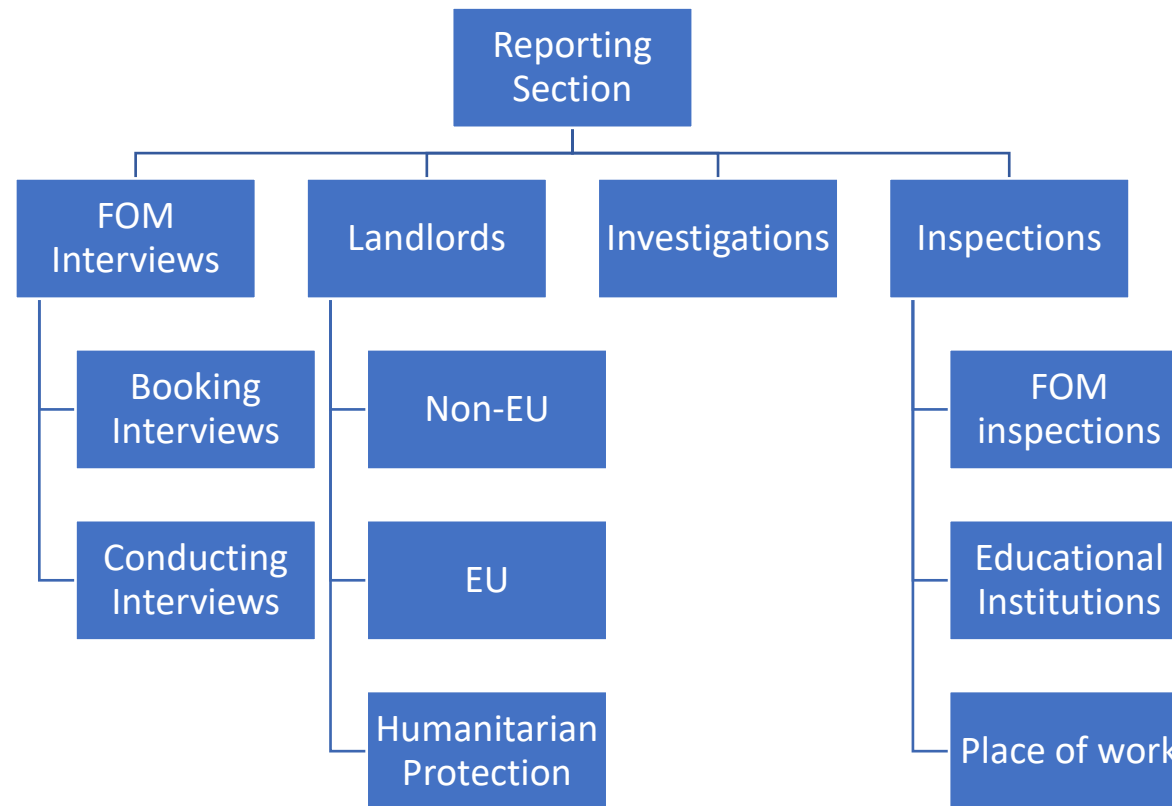 Reporting
Section
FOM
Interviews
Landlords
Investigations
Inspections
Booking
Interviews
Non-EU
FOM
inspections
Conducting
Interviews
EU
Educational
Institutions
Humanitarian
Protection
Place of work